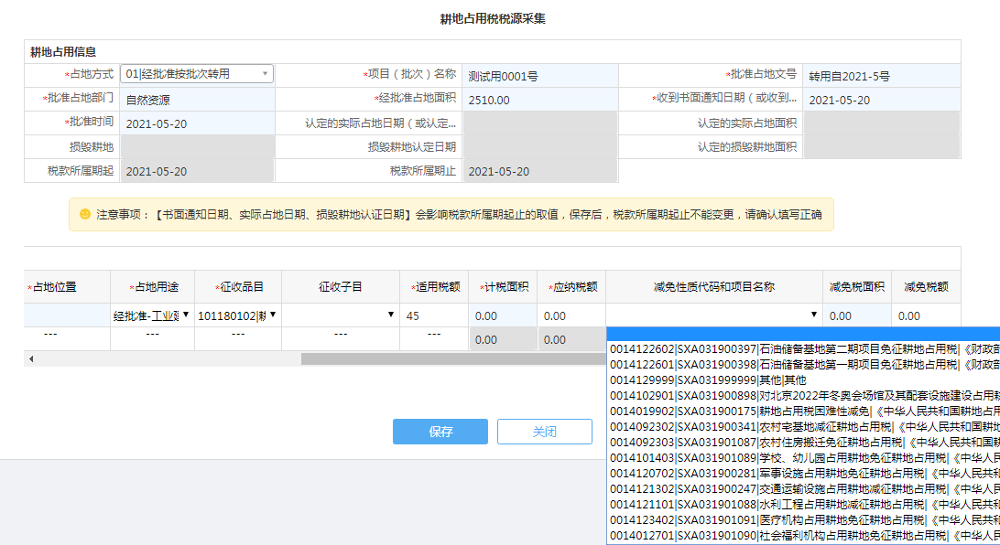 耕地占用税税源采集
耕地占用信息
*占地方式 01|经批准按批次转用 *项目（批次）名称 测试用0001号 *批准占地文号 转用自2021-5号
*批准占地部门 自然资源 *经批准占地面积 2510.00 *收到书面通知日期（或收到... 2021-05-20
*批准时间 2021-05-20 认定的实际占地日期（或认定... 认定的实际占地面积
损毁耕地 损毁耕地认定日期 认定的损毁耕地面积
税款所属期起 2021-05-20 税款所属期止 2021-05-20
注意事项：【书面通知日期、实际占地日期、损毁耕地认证日期】会影响税款所属期起止的取值，保存后，税款所属期起止不能变更，请确认填写正确
*占地位置 *占地用途 *征收品目 征收子目 *适用税额 *计税面积 *应纳税额 减免性质代码和项目名称 减免税面积 减免税额
经批准-工业 101180102| 45 0.00 0.00 0.00 0.00
--- --- --- --- --- 0.00 0.00
0014122602|SXA031900397|石油储备基地第二期项目免征耕地占用税|《财政部
0014122601|SXA031900398|石油储备基地第一期项目免征耕地占用税|《财政部
0014129999|SXA031999999|其他|其他
0014102901|SXA031900898|对北京2022年冬奥会场馆及其配套设施建设占用耕
0014019902|SXA031900175|耕地占用税困难性减免|《中华人民共和国耕地占用
0014092302|SXA031900341|农村宅基地减征耕地占用税|《中华人民共和国耕地
0014092303|SXA031901087|农村住房搬迁免征耕地占用税|《中华人民共和国耕
0014101403|SXA031901089|学校、幼儿园占用耕地免征耕地占用税|《中华人民
0014120702|SXA031900281|军事设施占用耕地免征耕地占用税|《中华人民共和
0014121302|SXA031900247|交通运输设施占用耕地减征耕地占用税|《中华人民
0014121101|SXA031901088|水利工程占用耕地减征耕地占用税|《中华人民共和
0014123402|SXA031901091|医疗机构占用耕地免征耕地占用税|《中华人民共和
0014012701|SXA031901090|社会福利机构占用耕地免征耕地占用税|《中华人民
保存 关闭